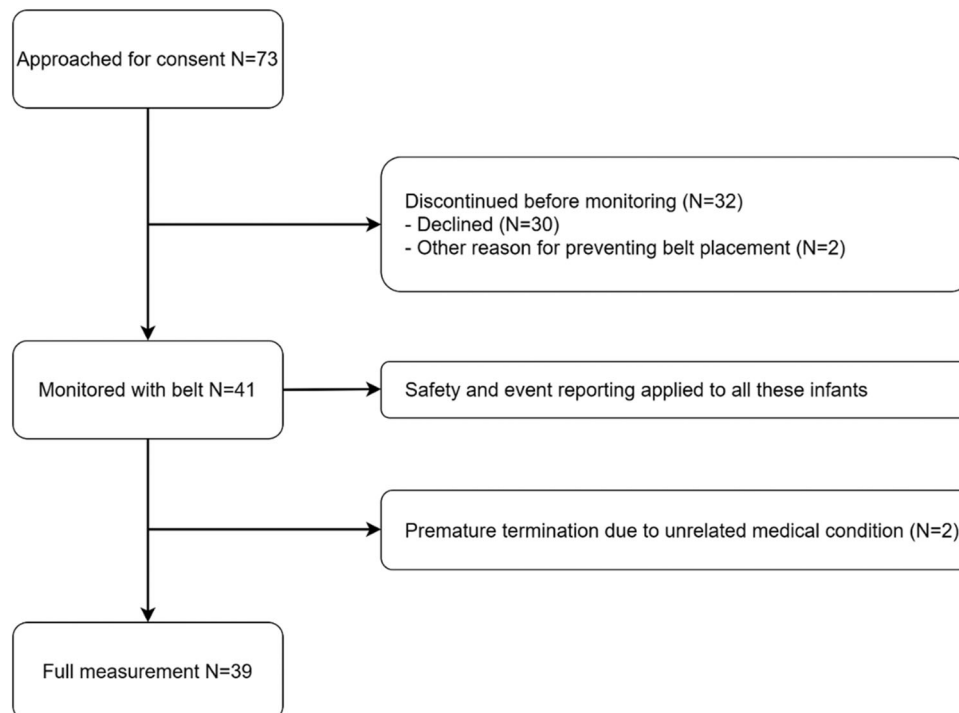 Approached for consent N=73
Discontinued before monitoring (N=32)
- Declined (N=30)
- Other reason for preventing belt placement (N=2)
Monitored with belt N=41
Safety and event reporting applied to all these infants
Premature termination due to unrelated medical condition (N=2)
Full measurement N=39